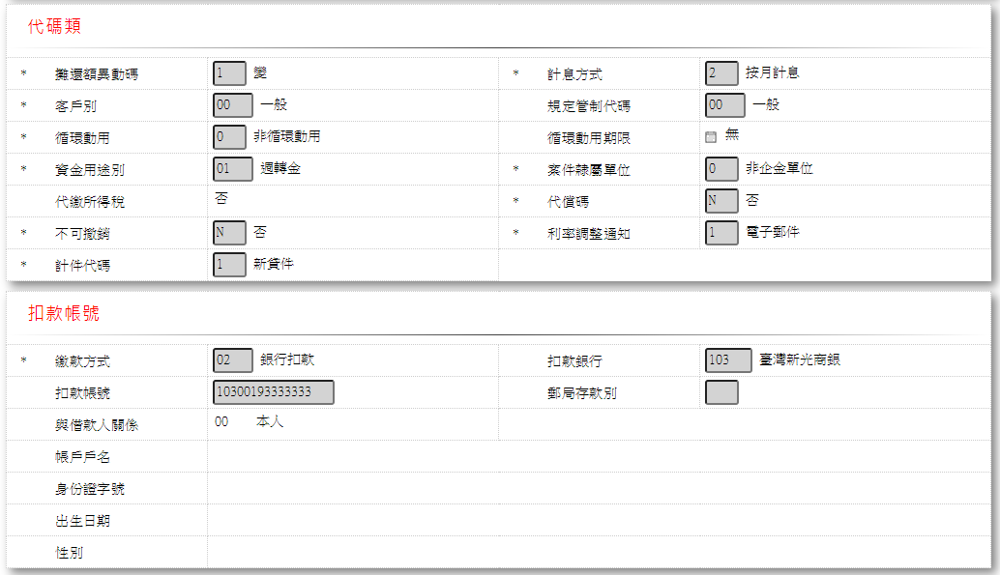 代碼類
* 攤還額異動碼 1 變 * 計息方式 2 按月計息
* 客戶別 00 一般 規定管制代碼 00 一般
* 循環動用 0 非循環動用 循環動用期限 無
* 資金用途別 01 週轉金 * 案件隸屬單位 0 非企金單位
代繳所得稅 否 * 代償碼 N 否
* 不可撤銷 N 否 * 利率調整通知 1 電子郵件
* 計件代碼 1 新貸件
扣款帳號
* 繳款方式 02 銀行扣款 扣款銀行 103 臺灣新光商銀
扣款帳號 10300193333333 郵局存款別
與借款人關係 00 本人
帳戶戶名
身份證字號
出生日期
性別